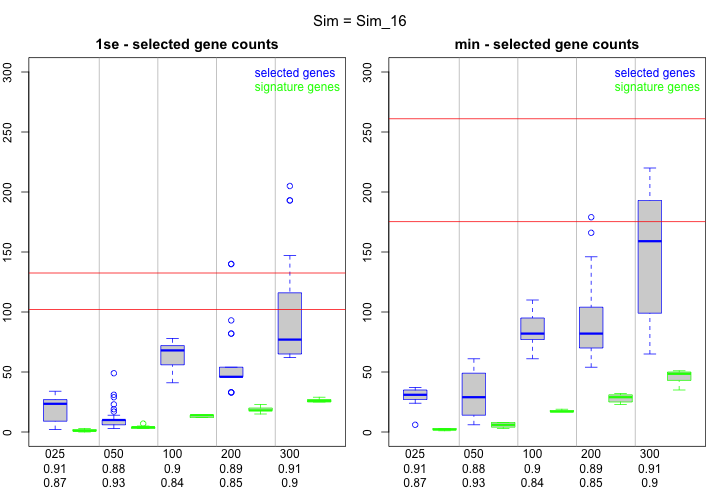 Sim = Sim_16
1se - selected gene counts
selected genes
signature genes
300
250
200
150
100
50
0
025 050 100 200 300
0.91 0.88 0.9 0.89 0.91
0.87 0.93 0.84 0.85 0.9
min - selected gene counts
selected genes
signature genes
300
250
200
150
100
50
0
025 050 100 200 300
0.91 0.88 0.9 0.89 0.91
0.87 0.93 0.84 0.85 0.9